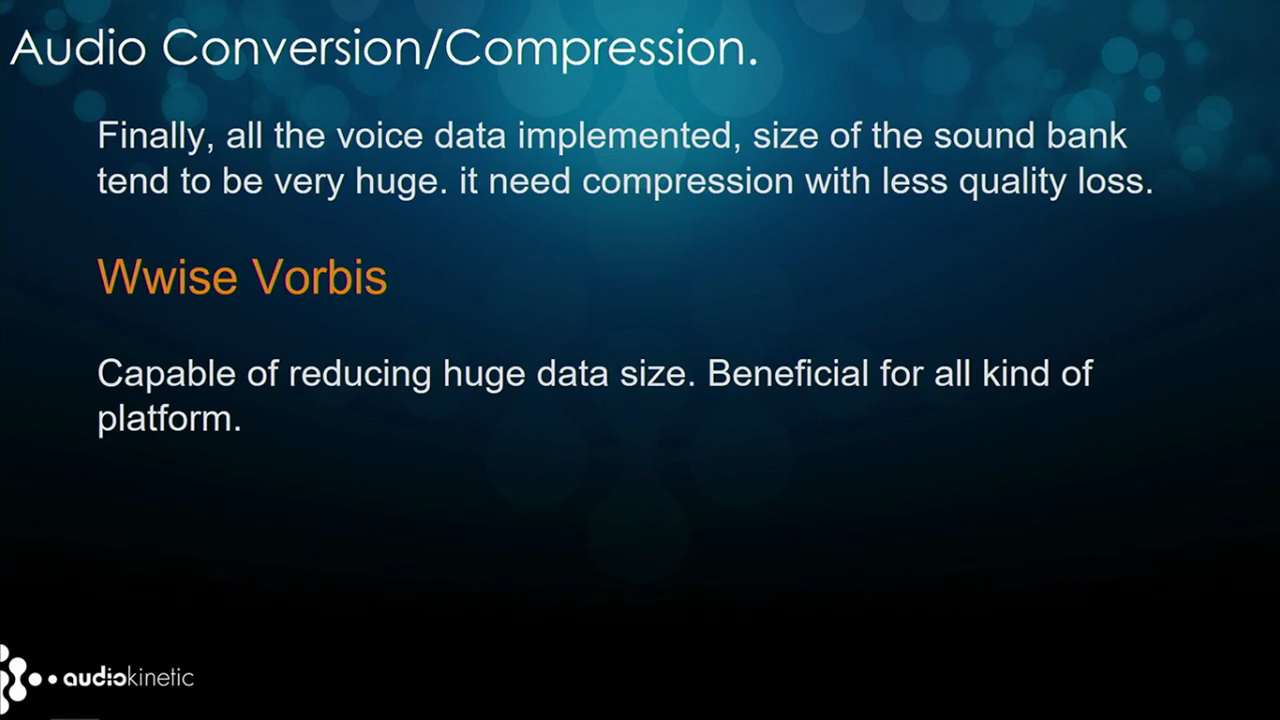 Audio Conversion/Compression.
Finally, all the voice data implemented, size of the sound bank
tend to be very huge. it need compression with less quality loss.
Wwise Vorbis
Capable of reducing huge data size. Beneficial for all kind of
platform.
audiokinetic